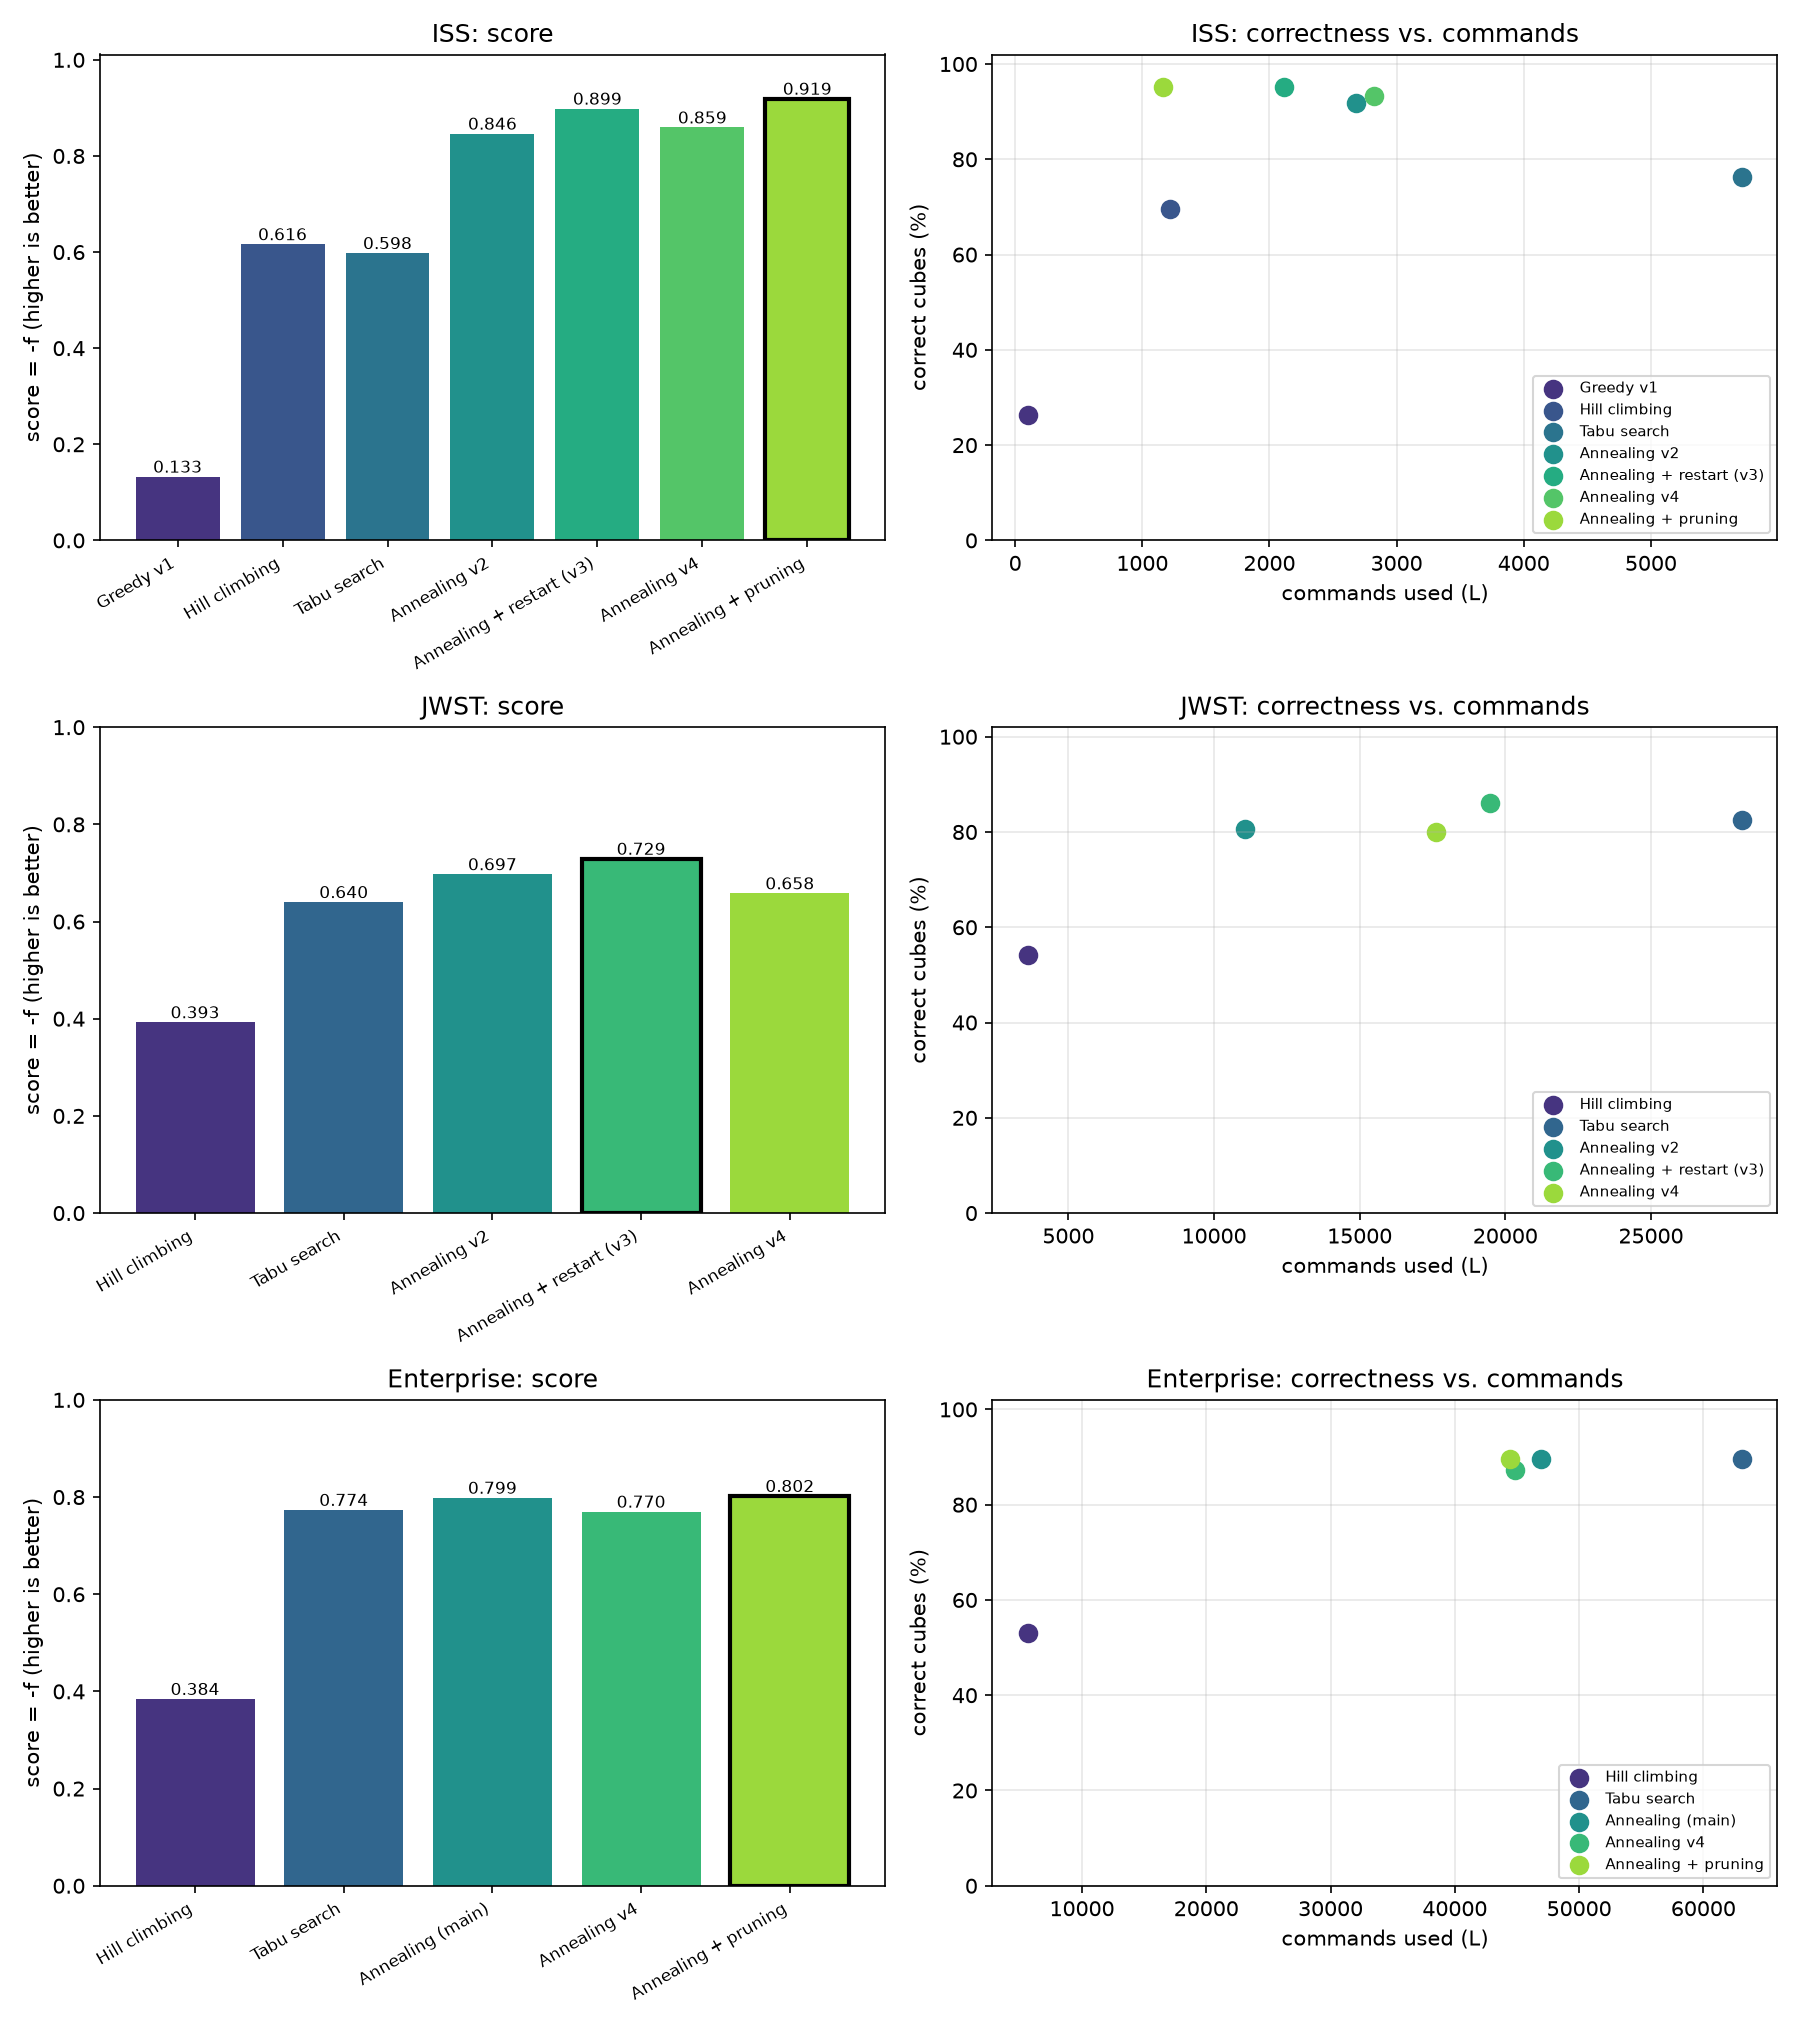 ISS: score
score = -f (higher is better)
1.0
0.8
0.6
0.4
0.2
0.0
0.133
0.616
0.598
0.846
0.899
0.859
0.919
Greedy v1
Hill climbing
Tabu search
Annealing v2
Annealing + restart (v3)
Annealing v4
Annealing + pruning
ISS: correctness vs. commands
correct cubes (%)
100
80
60
40
20
0
0 1000 2000 3000 4000 5000
commands used (L)
Greedy v1
Hill climbing
Tabu search
Annealing v2
Annealing + restart (v3)
Annealing v4
Annealing + pruning
JWST: score
score = -f (higher is better)
1.0
0.8
0.6
0.4
0.2
0.0
0.393
0.640
0.697
0.729
0.658
Hill climbing
Tabu search
Annealing v2
Annealing + restart (v3)
Annealing v4
JWST: correctness vs. commands
correct cubes (%)
100
80
60
40
20
0
5000 10000 15000 20000 25000
commands used (L)
Hill climbing
Tabu search
Annealing v2
Annealing + restart (v3)
Annealing v4
Enterprise: score
score = -f (higher is better)
1.0
0.8
0.6
0.4
0.2
0.0
0.384
0.774
0.799
0.770
0.802
Hill climbing
Tabu search
Annealing (main)
Annealing v4
Annealing + pruning
Enterprise: correctness vs. commands
correct cubes (%)
100
80
60
40
20
0
10000 20000 30000 40000 50000 60000
commands used (L)
Hill climbing
Tabu search
Annealing (main)
Annealing v4
Annealing + pruning